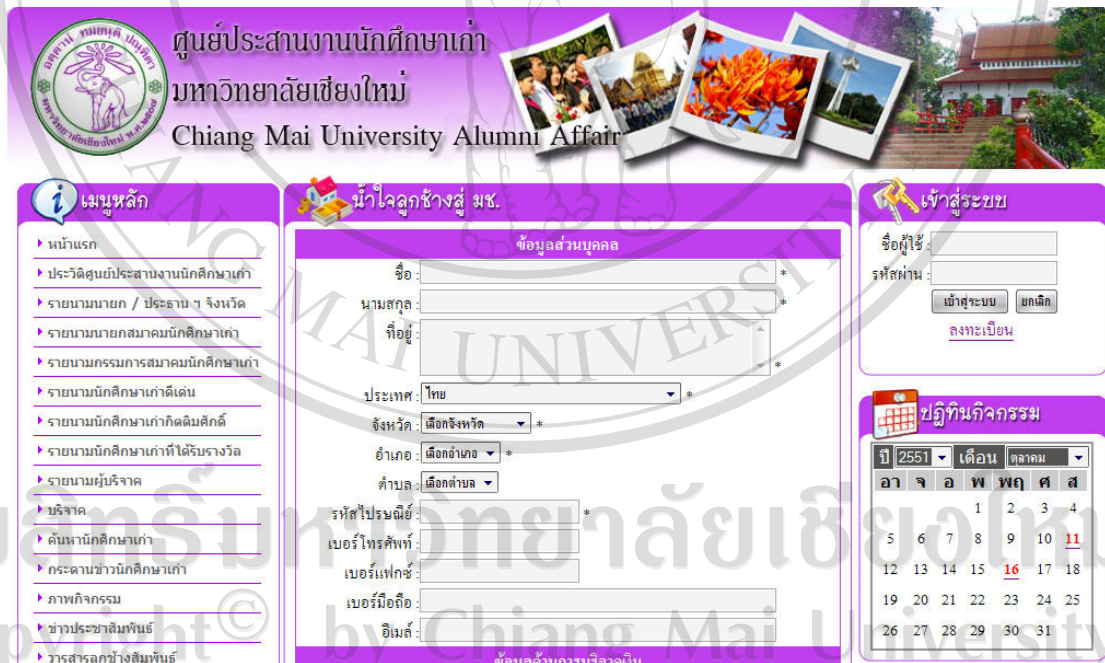 ศูนย์ประสานงานนักศึกษาเก่า
มหาวิทยาลัยเชียงใหม่
Chiang Mai University Alumni Affair
เมนูหลัก
หน้าแรก
ประวัติศูนย์ประสานงานนักศึกษาเก่า
รายนามนายก / ประธาน ฯ จังหวัด
รายนามนายกสมาคมนักศึกษาเก่า
รายนามกรรมการสมาคมนักศึกษาเก่า
รายนามนักศึกษาเก่าดีเด่น
รายนามนักศึกษาเก่ากิตติมศักดิ์
รายนามนักศึกษาเก่าที่ได้รับรางวัล
รายนามผู้บริจาค
บริจาค
ค้นหานักศึกษาเก่า
กระดานข่าวนักศึกษาเก่า
ภาพกิจกรรม
ข่าวประชาสัมพันธ์
วารสารลูกช้างสัมพันธ์
น้ำใจลูกช้างสู่ มช.
ข้อมูลส่วนบุคคล
ชื่อ : *
นามสกุล : *
ที่อยู่ : *
ประเทศ : ไทย *
จังหวัด : เลือกจังหวัด *
อำเภอ : เลือกอำเภอ *
ตำบล : เลือกตำบล
รหัสไปรษณีย์ : *
เบอร์โทรศัพท์ :
เบอร์แฟกซ์ :
เบอร์มือถือ :
อีเมล์ :
ข้อมูลด้านการบริจาคเงิน
เข้าสู่ระบบ
ชื่อผู้ใช้ :
รหัสผ่าน :
เข้าสู่ระบบ ยกเลิก
ลงทะเบียน
ปฏิทินกิจกรรม
ปี 2551 เดือน ตุลาคม
อา จ อ พ พฤ ศ ส
1 2 3 4
5 6 7 8 9 10 11
12 13 14 15 16 17 18
19 20 21 22 23 24 25
26 27 28 29 30 31